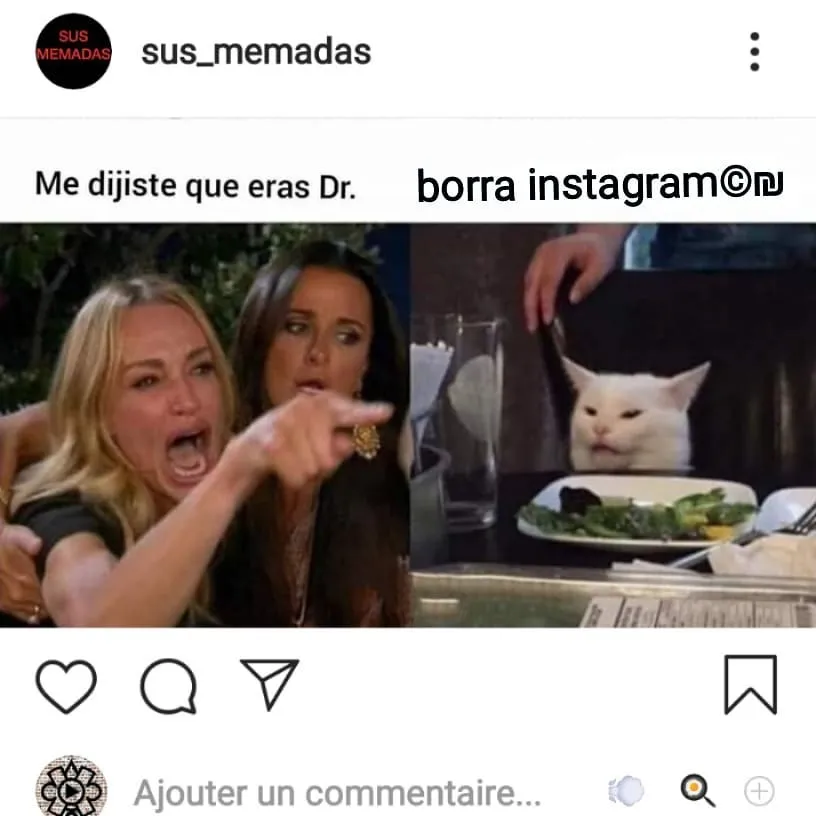 SUS
MEMADAS
sus_memadas
Me dijiste que eras Dr.
borra instagram©₪
Ajouter un commentaire...